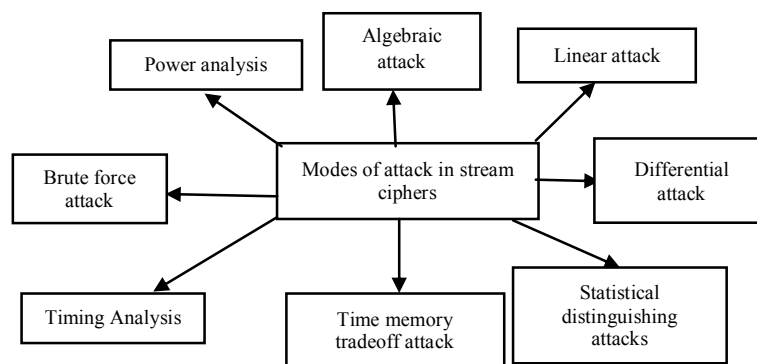 Algebraic
attack
Power analysis
Linear attack
Modes of attack in stream
ciphers
Brute force
attack
Differential
attack
Timing Analysis
Time memory
tradeoff attack
Statistical
distinguishing
attacks